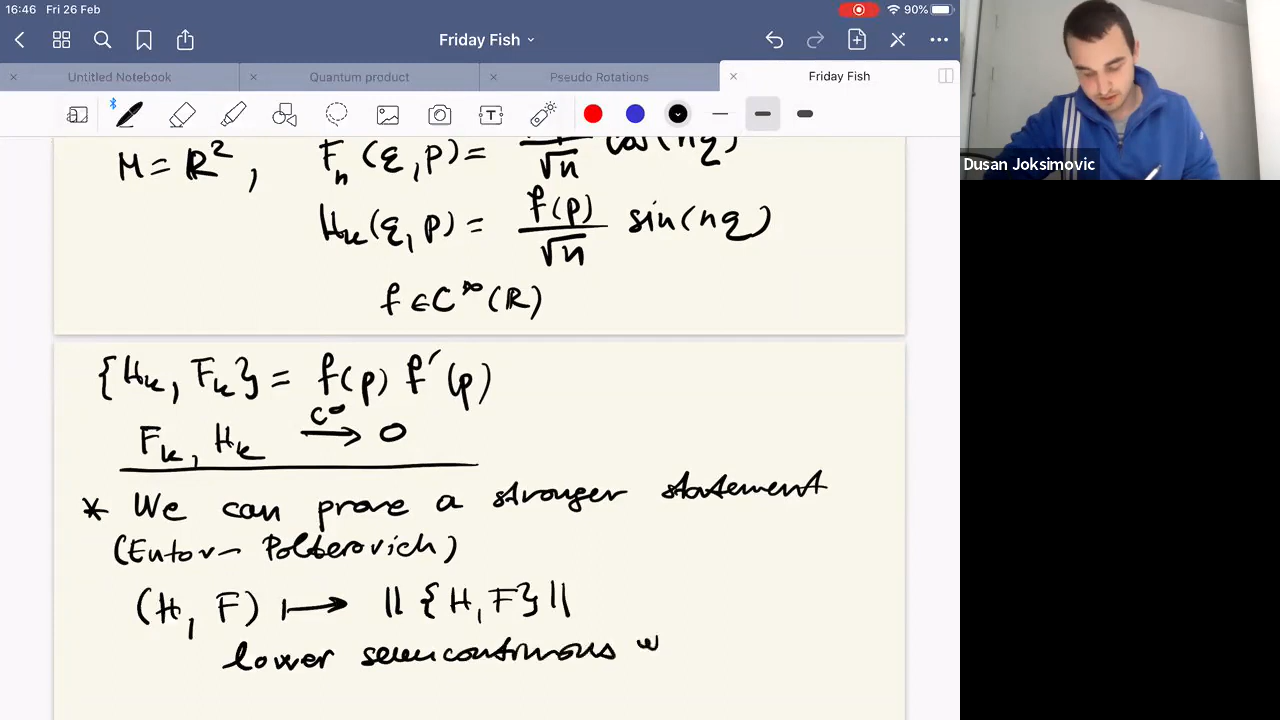 16:46 Fri 26 Feb
90%
Friday Fish
Untitled Notebook
Quantum product
Pseudo Rotations
Friday Fish
Dusan Joksimovic
M = ℝ², Fₙ(q, p) = /√n cos(nq)
Hₖ(q, p) = f(p)/√n sin(nq)
f ∈ C^∞(ℝ)
{Hₖ, Fₖ} = f(p) f′(p)
Fₖ, Hₖ —C⁰→ 0
* We can prove a stronger statement
(Entov - Polterovich)
(H, F) ↦ ‖{H, F}‖
lower semicontinuous w